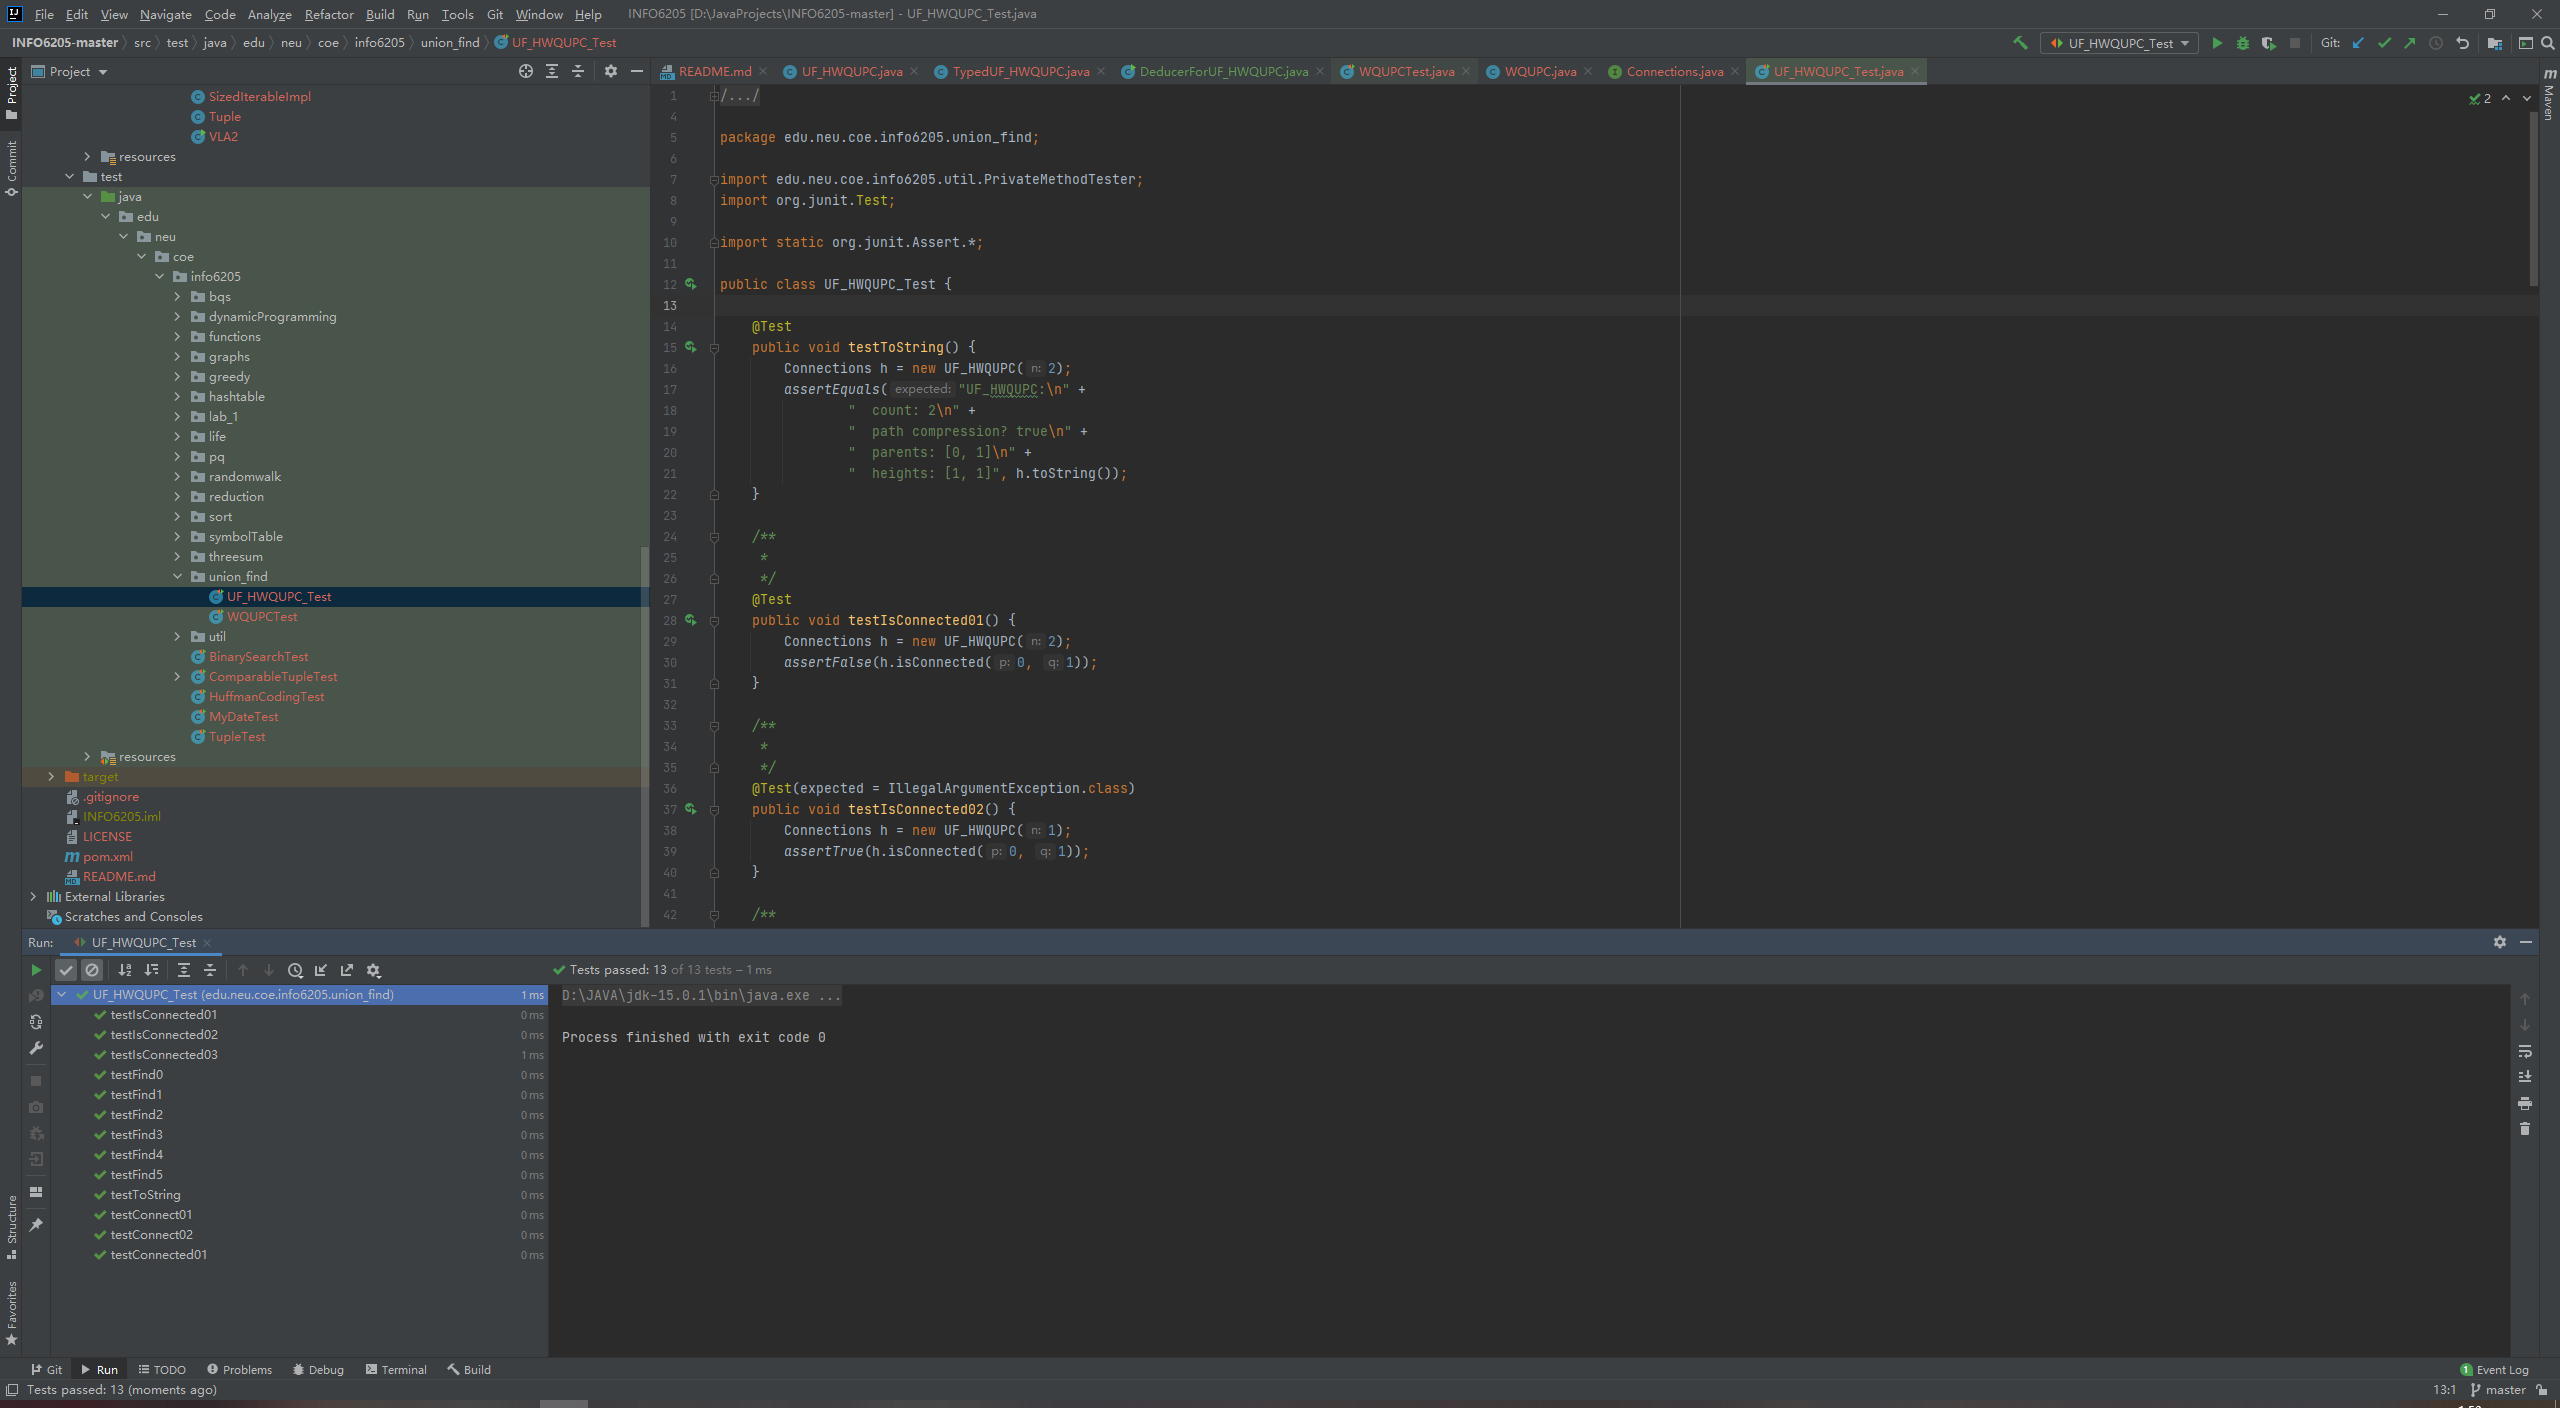 File Edit View Navigate Code Analyze Refactor Build Run Tools Git Window Help INFO6205 [D:\JavaProjects\INFO6205-master] - UF_HWQUPC_Test.java
INFO6205-master src test java edu neu coe info6205 union_find UF_HWQUPC_Test
UF_HWQUPC_Test Git:
Project
README.md UF_HWQUPC.java TypedUF_HWQUPC.java DeducerForUF_HWQUPC.java WQUPCTest.java WQUPC.java Connections.java UF_HWQUPC_Test.java
Project
Commit
Structure
Favorites
Maven
SizedIterableImpl
Tuple
VLA2
resources
test
java
edu
neu
coe
info6205
bqs
dynamicProgramming
functions
graphs
greedy
hashtable
lab_1
life
pq
randomwalk
reduction
sort
symbolTable
threesum
union_find
UF_HWQUPC_Test
WQUPCTest
util
BinarySearchTest
ComparableTupleTest
HuffmanCodingTest
MyDateTest
TupleTest
resources
target
.gitignore
INFO6205.iml
LICENSE
pom.xml
README.md
External Libraries
Scratches and Consoles
2
1 /.../
4
5 package edu.neu.coe.info6205.union_find;
6
7 import edu.neu.coe.info6205.util.PrivateMethodTester;
8 import org.junit.Test;
9
10 import static org.junit.Assert.*;
11
12 public class UF_HWQUPC_Test {
13
14 @Test
15 public void testToString() {
16 Connections h = new UF_HWQUPC( n: 2);
17 assertEquals( expected: "UF_HWQUPC:\n" +
18 "  count: 2\n" +
19 "  path compression? true\n" +
20 "  parents: [0, 1]\n" +
21 "  heights: [1, 1]", h.toString());
22 }
23
24 /**
25 *
26 */
27 @Test
28 public void testIsConnected01() {
29 Connections h = new UF_HWQUPC( n: 2);
30 assertFalse(h.isConnected( p: 0, q: 1));
31 }
32
33 /**
34 *
35 */
36 @Test(expected = IllegalArgumentException.class)
37 public void testIsConnected02() {
38 Connections h = new UF_HWQUPC( n: 1);
39 assertTrue(h.isConnected( p: 0, q: 1));
40 }
41
42 /**
Run: UF_HWQUPC_Test
Tests passed: 13 of 13 tests – 1 ms
UF_HWQUPC_Test (edu.neu.coe.info6205.union_find) 1 ms
testIsConnected01 0 ms
testIsConnected02 0 ms
testIsConnected03 1 ms
testFind0 0 ms
testFind1 0 ms
testFind2 0 ms
testFind3 0 ms
testFind4 0 ms
testFind5 0 ms
testToString 0 ms
testConnect01 0 ms
testConnect02 0 ms
testConnected01 0 ms
D:\JAVA\jdk-15.0.1\bin\java.exe ...
Process finished with exit code 0
Git Run TODO Problems Debug Terminal Build 1 Event Log
Tests passed: 13 (moments ago) 13:1 master